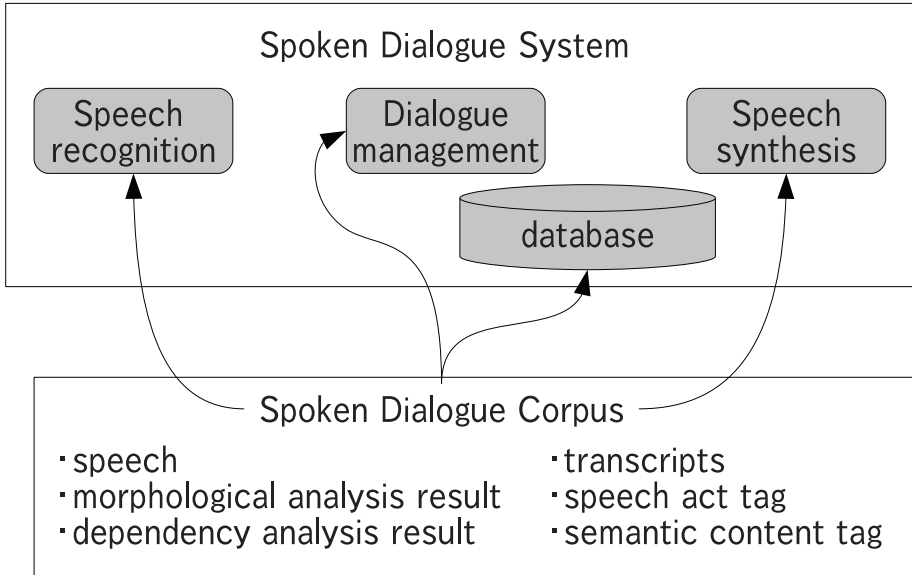 Spoken Dialogue System
Speech
recognition
Dialogue
management
Speech
synthesis
database
Spoken Dialogue Corpus
・speech
・morphological analysis result
・dependency analysis result
・transcripts
・speech act tag
・semantic content tag